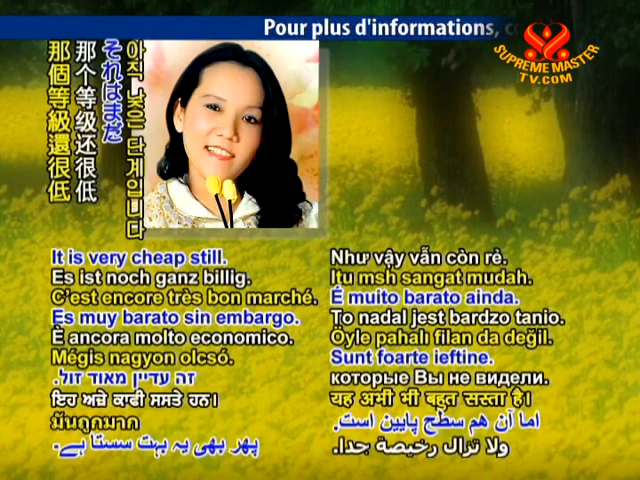 Pour plus d'informations, co
SUPREME MASTER
TV.COM
아직 낮은 단계입니다
それはまだ
那个等级还很低
那個等級還很低
It is very cheap still.
Es ist noch ganz billig.
C'est encore très bon marché.
Es muy barato sin embargo.
È ancora molto economico.
Mégis nagyon olcsó.
זה עדיין מאוד זול.
ਇਹ ਅਜੇ ਕਾਫੀ ਸਸਤੇ ਹਨ।
มันถูกมาก
پھر بھی یہ بہت سستا ہے.
Như vậy vẫn còn rẻ.
Itu msh sangat mudah.
É muito barato ainda.
To nadal jest bardzo tanio.
Öyle pahalı filan da değil.
Sunt foarte ieftine.
которые Вы не видели.
यह अभी भी बहुत सस्ता है।
اما آن هم سطح پایین است.
ولا تزال رخيصة جدا.